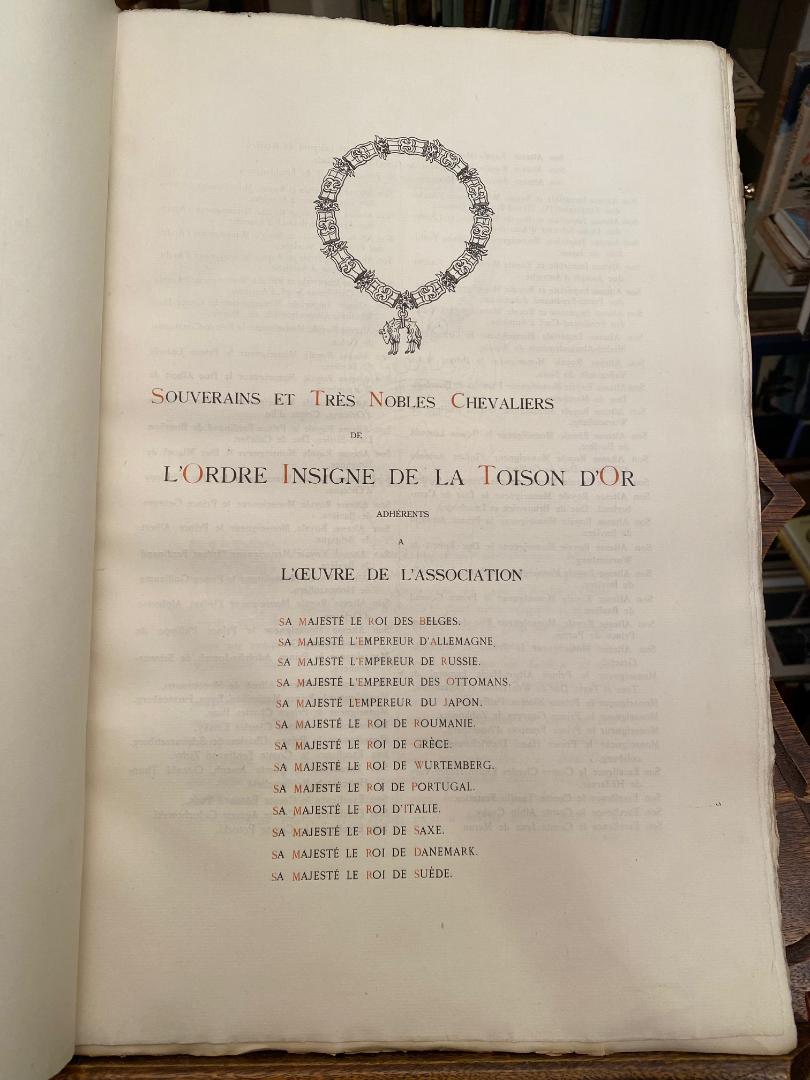 SOUVERAINS ET TRÈS NOBLES CHEVALIERS
DE
L'ORDRE INSIGNE DE LA TOISON D'OR
ADHÉRENTS
A
L'ŒUVRE DE L'ASSOCIATION
SA MAJESTÉ LE ROI DES BELGES.
SA MAJESTÉ L'EMPEREUR D'ALLEMAGNE.
SA MAJESTÉ L'EMPEREUR DE RUSSIE.
SA MAJESTÉ L'EMPEREUR DES OTTOMANS.
SA MAJESTÉ L'EMPEREUR DU JAPON.
SA MAJESTÉ LE ROI DE ROUMANIE.
SA MAJESTÉ LE ROI DE GRÈCE.
SA MAJESTÉ LE ROI DE WURTEMBERG.
SA MAJESTÉ LE ROI DE PORTUGAL.
SA MAJESTÉ LE ROI D'ITALIE.
SA MAJESTÉ LE ROI DE SAXE.
SA MAJESTÉ LE ROI DE DANEMARK.
SA MAJESTÉ LE ROI DE SUÈDE.